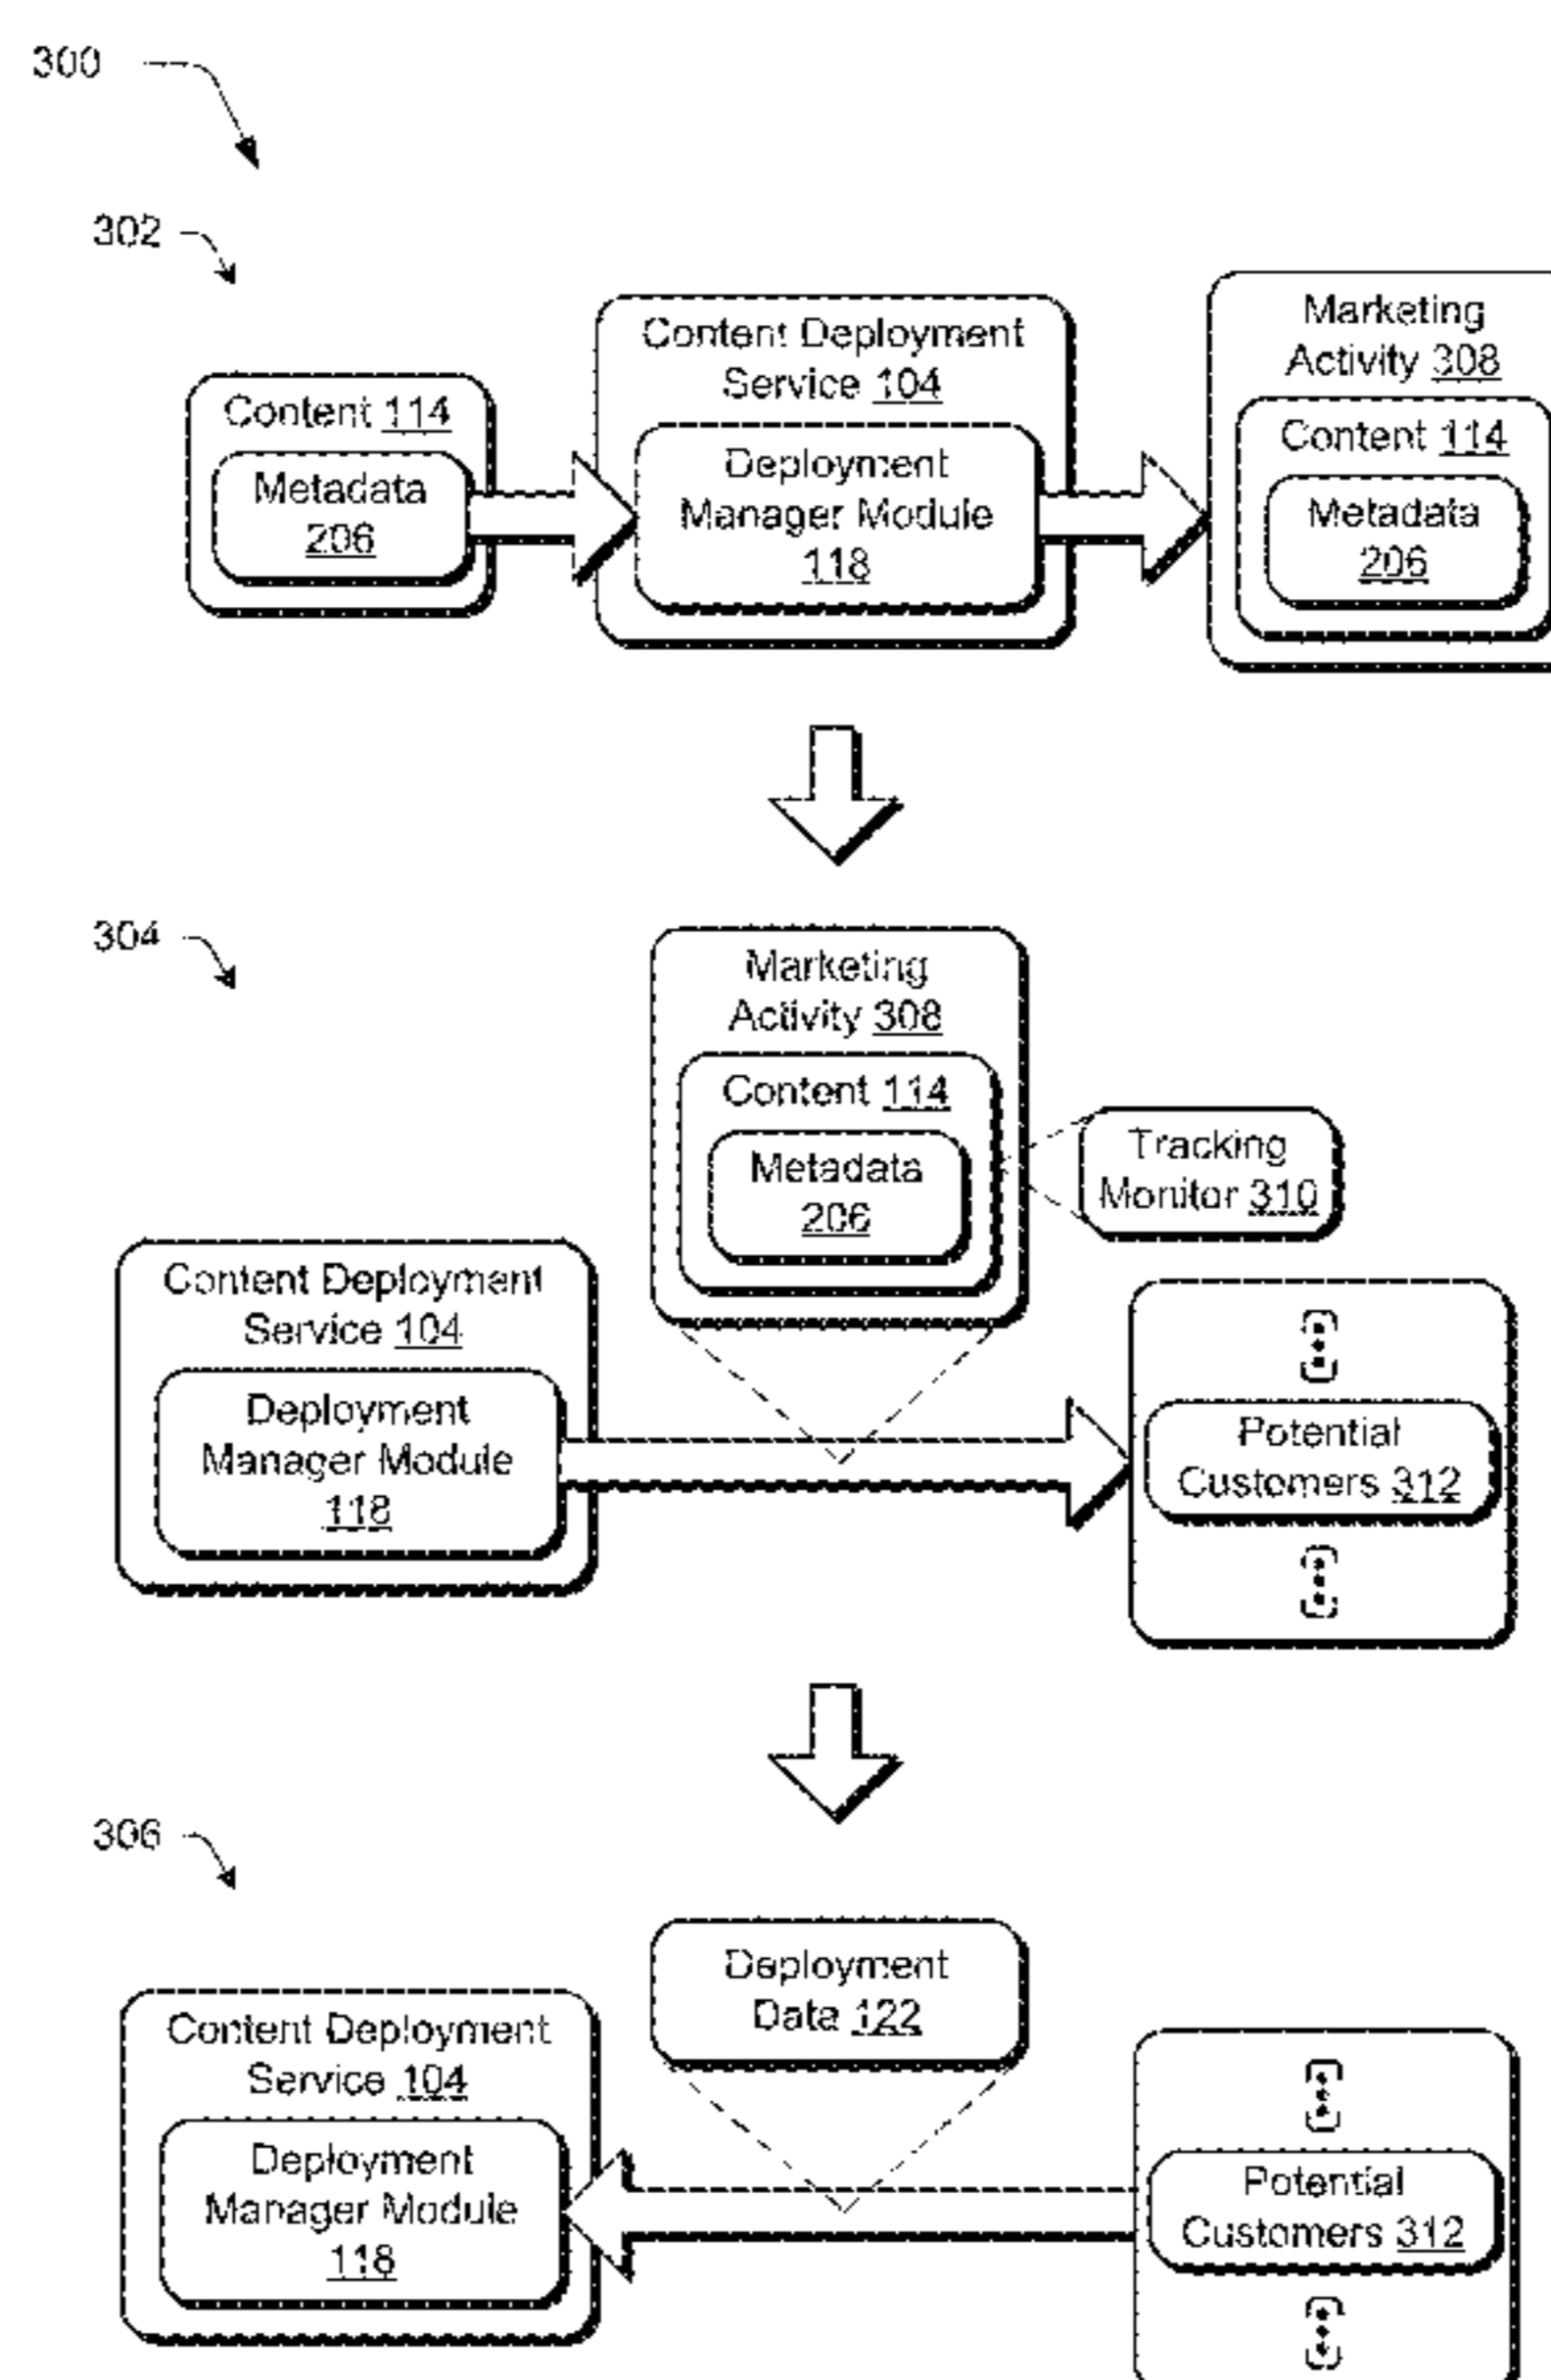 300
302
Content 114
Metadata
206
Content Deployment
Service 104
Deployment
Manager Module
118
Marketing
Activity 308
Content 114
Metadata
206
304
Marketing
Activity 308
Content 114
Metadata
206
Tracking
Monitor 310
Content Deployment
Service 104
Deployment
Manager Module
118
Potential
Customers 312
306
Deployment
Data 122
Content Deployment
Service 104
Deployment
Manager Module
118
Potential
Customers 312